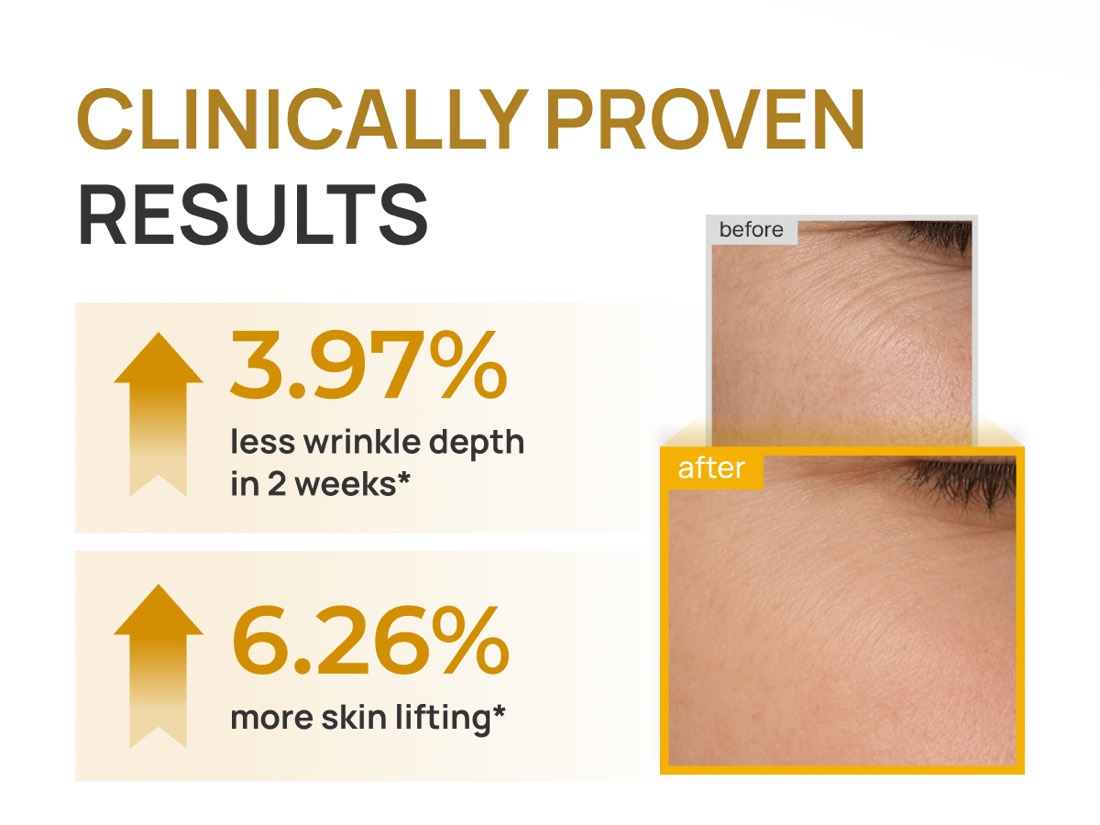 CLINICALLY PROVEN
RESULTS
before
3.97%
less wrinkle depth
in 2 weeks*
after
6.26%
more skin lifting*